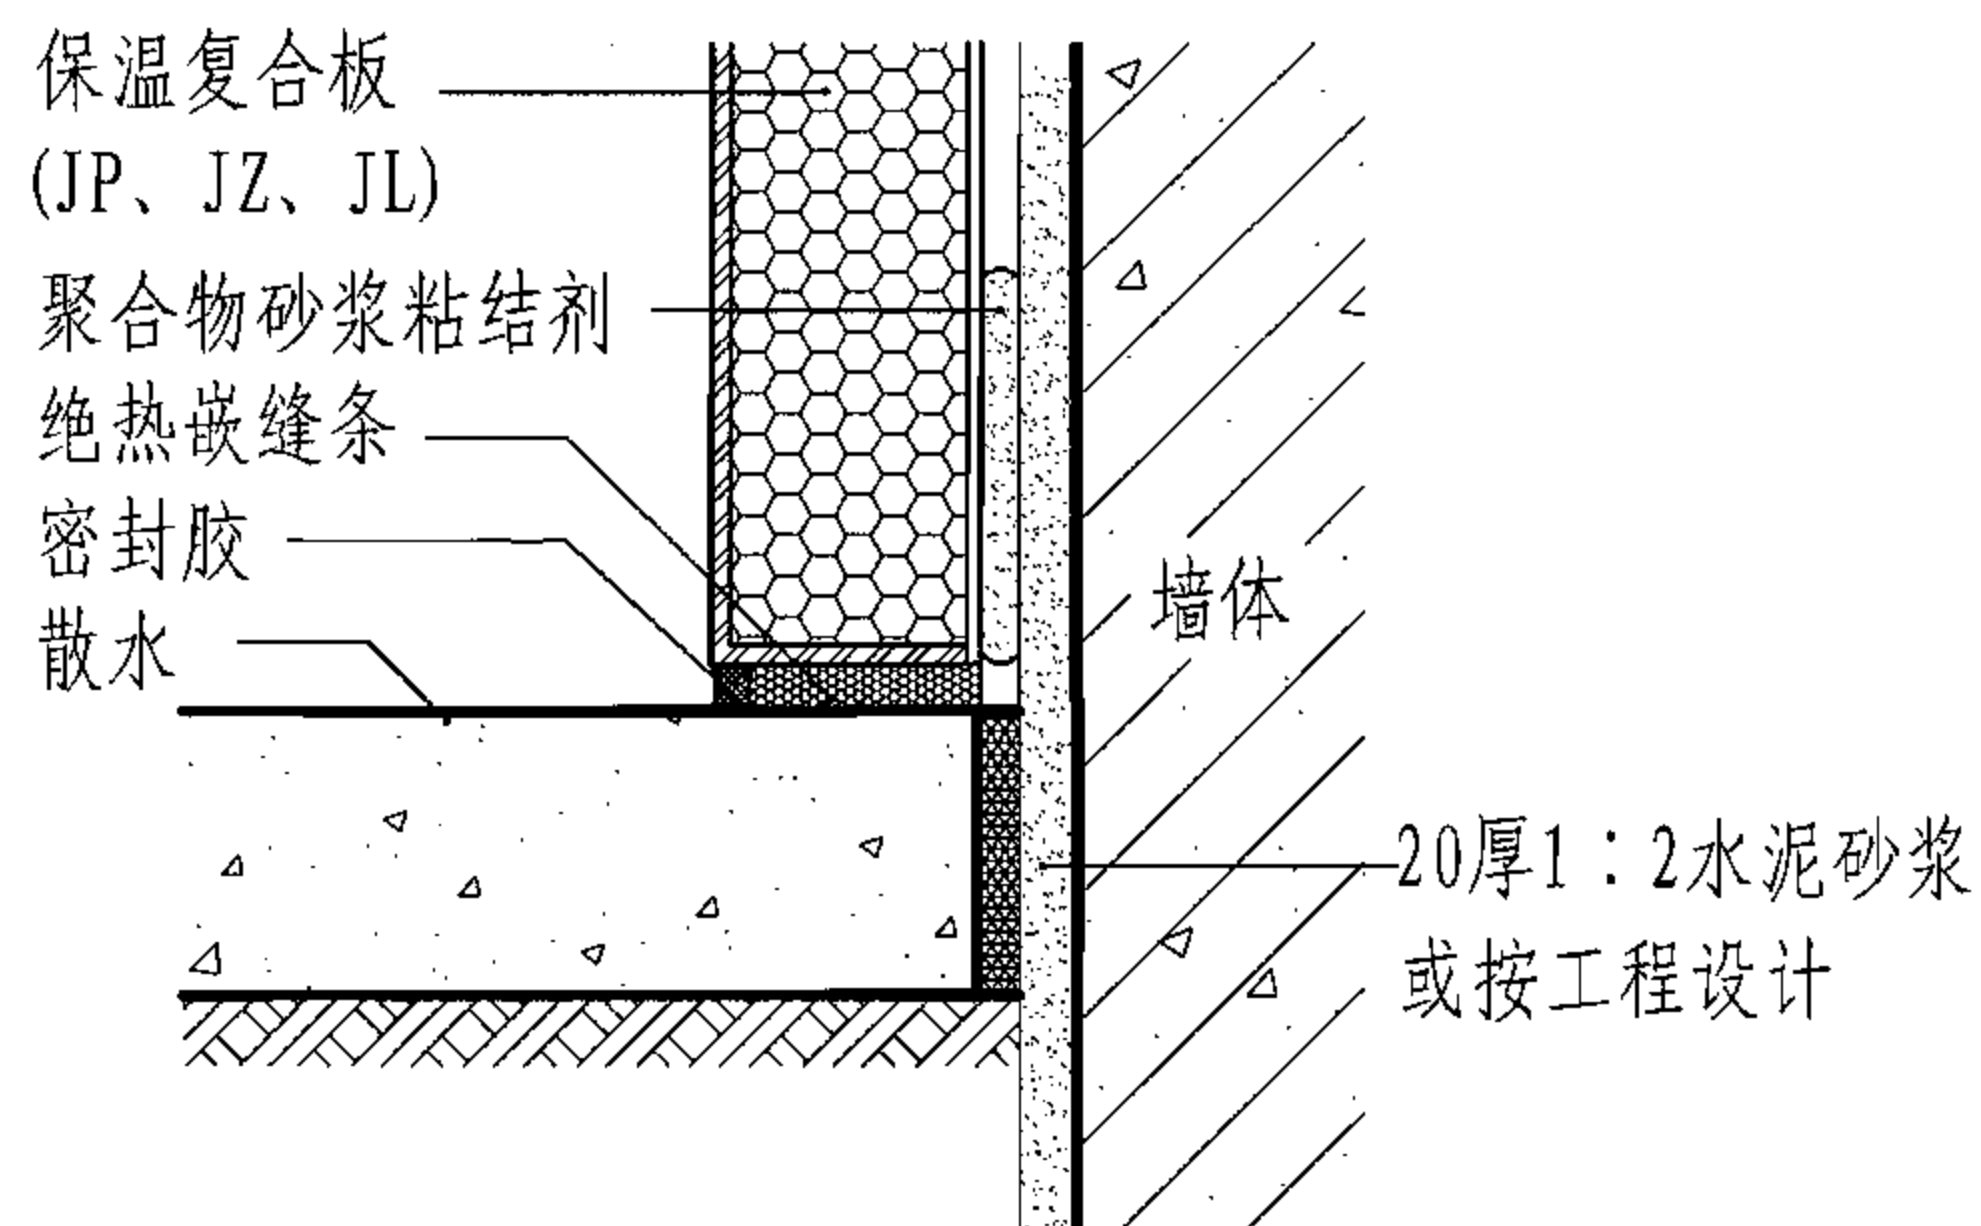 保温复合板
(JP、JZ、JL)
聚合物砂浆粘结剂
绝热嵌缝条
密封胶
散水
墙体
20厚1：2水泥砂浆
或按工程设计